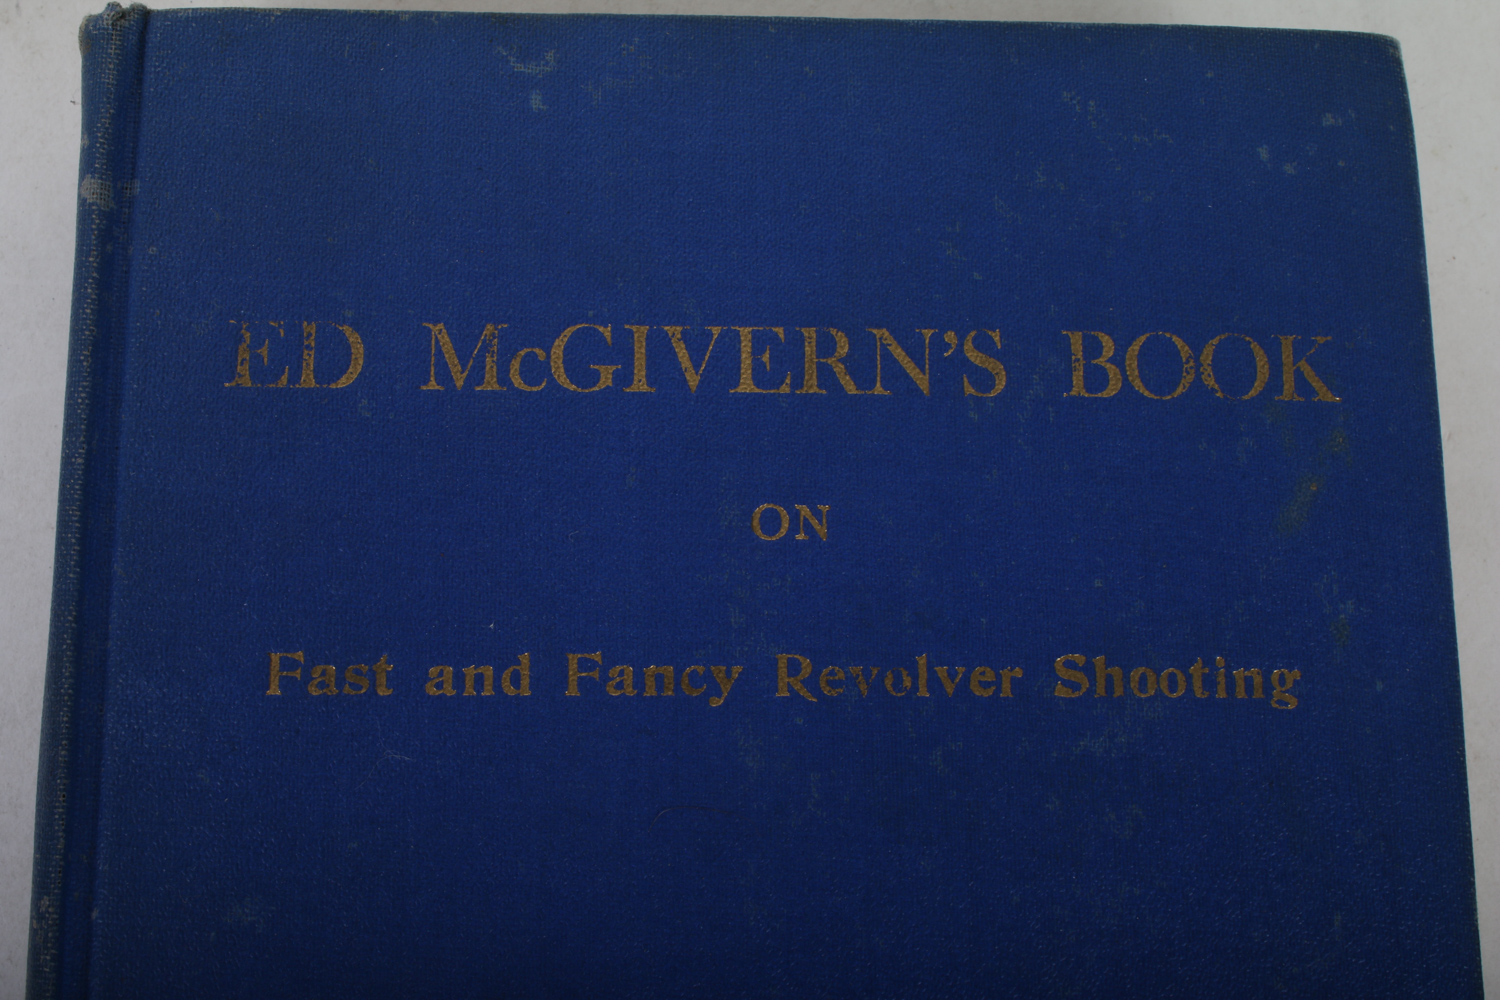 ED McGIVERN'S BOOK
ON
Fast and Fancy Revolver Shooting